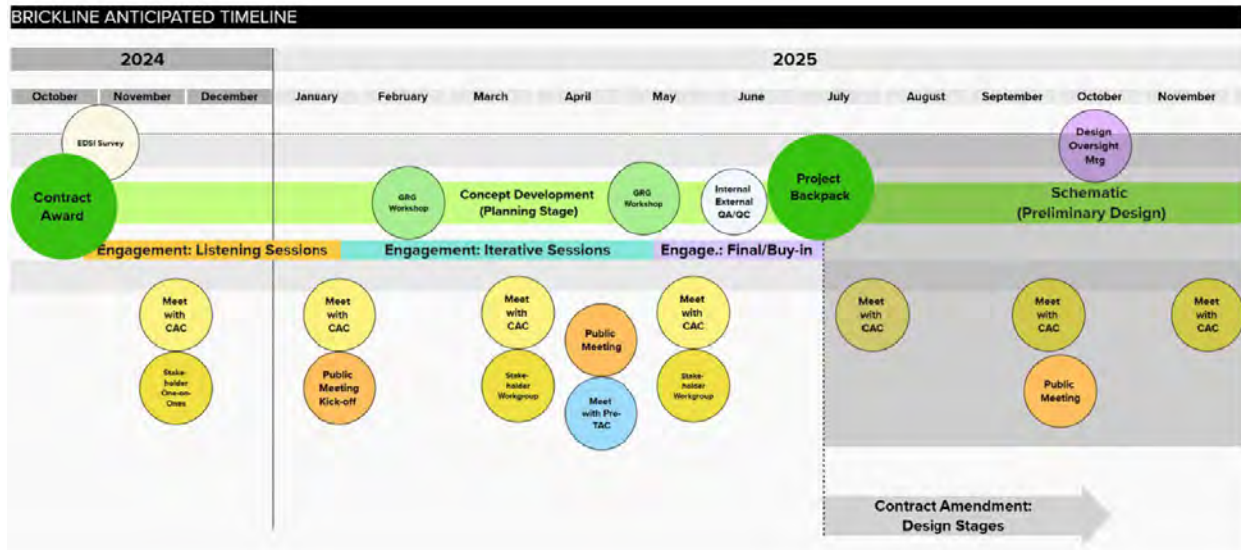 BRICKLINE ANTICIPATED TIMELINE
2024
2025
October
November
December
January
February
March
April
May
June
July
August
September
October
November
EDSI Survey
Contract
Award
GRG
Workshop
Concept Development
(Planning Stage)
GRG
Workshop
Internal
External
QA/QC
Project
Backpack
Design
Oversight
Mtg
Schematic
(Preliminary Design)
Engagement: Listening Sessions
Engagement: Iterative Sessions
Engage.: Final/Buy-in
Meet
with
CAC
Stake-
holder
One-on-
Ones
Meet
with
CAC
Public
Meeting
Kick-off
Meet
with
CAC
Stake-
holder
Workgroup
Public
Meeting
Meet
with Pre-
TAC
Meet
with
CAC
Stake-
holder
Workgroup
Meet
with
CAC
Meet
with
CAC
Public
Meeting
Meet
with
CAC
Contract Amendment:
Design Stages